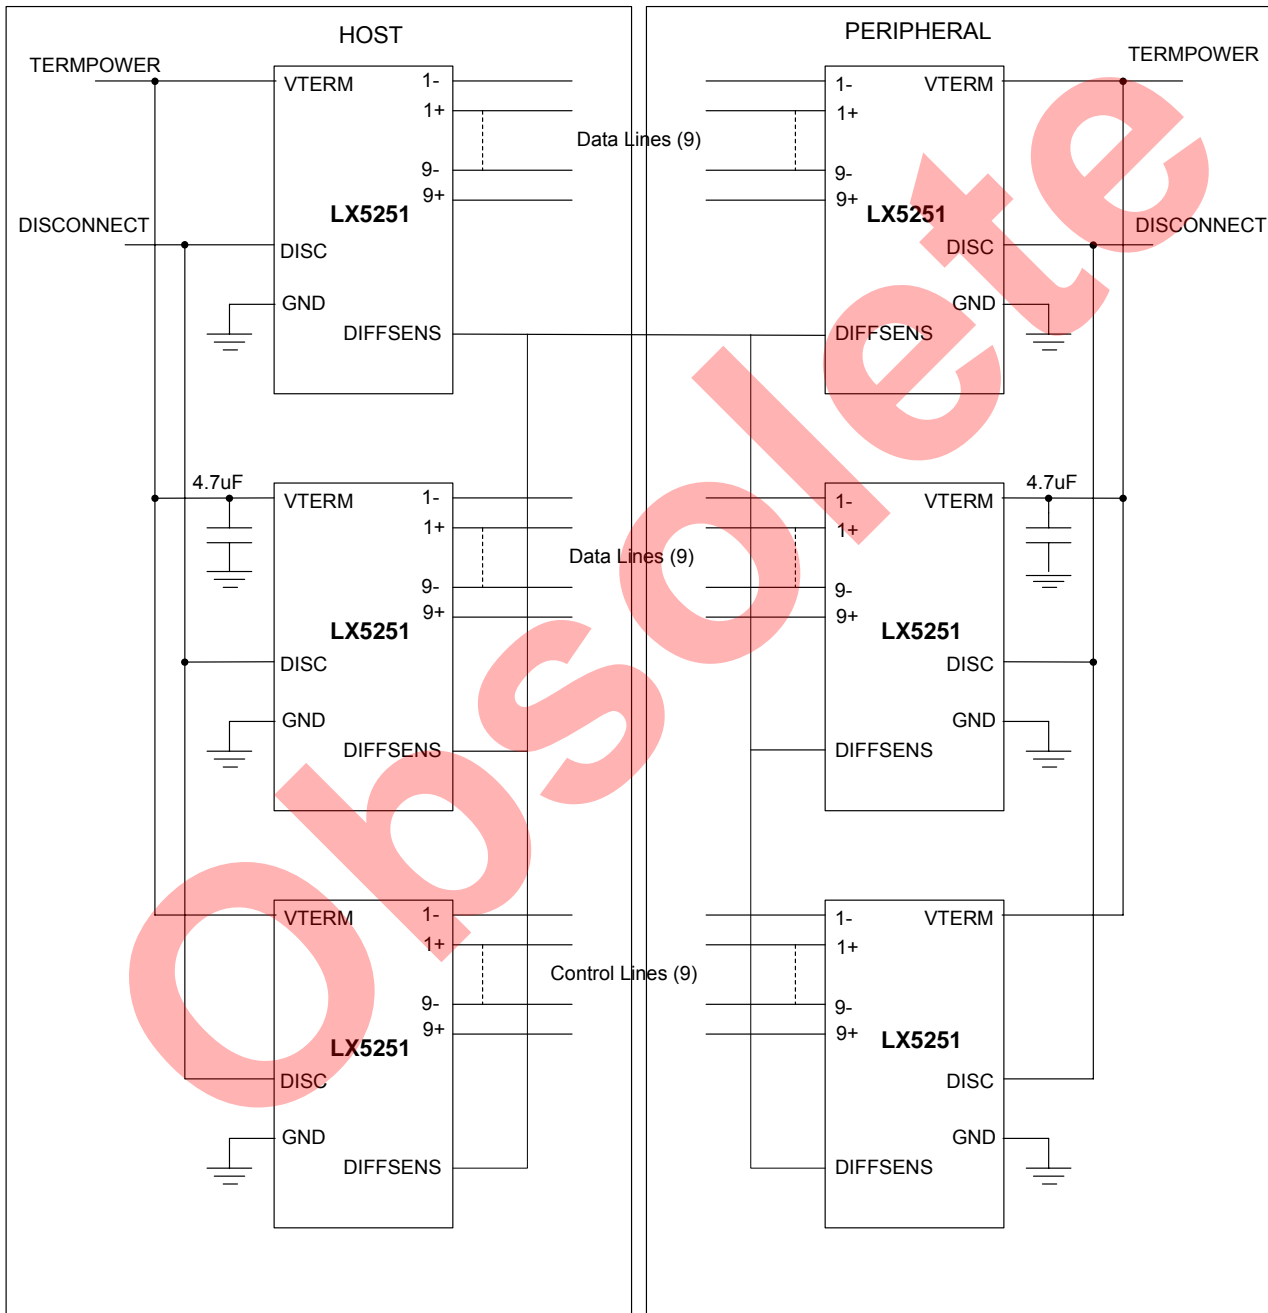 HOST
PERIPHERAL
TERMPOWER
TERMPOWER
VTERM
1-
1+
9-
9+
LX5251
DISCONNECT
DISC
GND
DIFFSENS
Data Lines (9)
1-
1+
9-
9+
VTERM
LX5251
DISCONNECT
DISC
GND
DIFFSENS
4.7uF
VTERM
1-
1+
9-
9+
LX5251
DISC
GND
DIFFSENS
Data Lines (9)
1-
1+
9-
9+
VTERM
4.7uF
LX5251
DISC
GND
DIFFSENS
VTERM
1-
1+
9-
9+
LX5251
DISC
GND
DIFFSENS
Control Lines (9)
1-
1+
9-
9+
VTERM
LX5251
DISC
GND
DIFFSENS
Obsolete